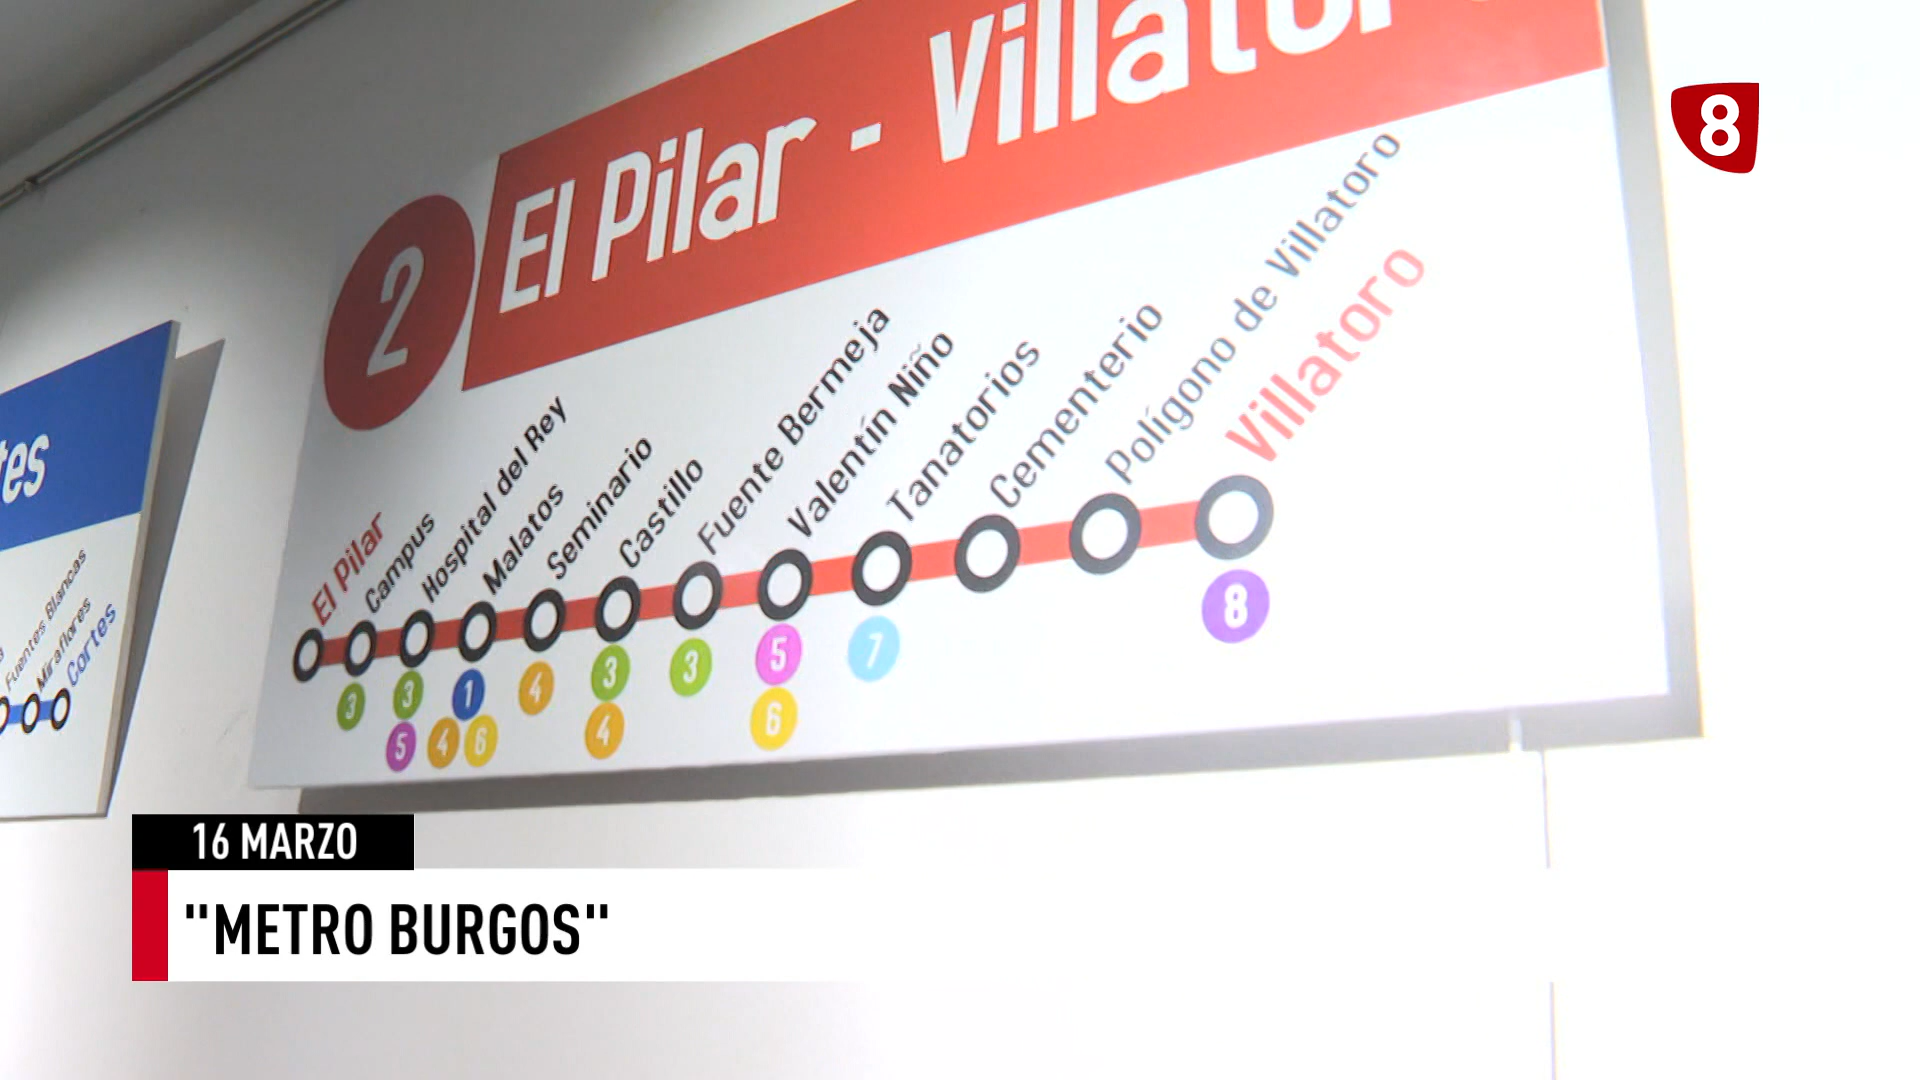 8
2
El Pilar - Villatoro
El Pilar
Campus
Hospital del Rey
Malatos
Seminario
Castillo
Fuente Bermeja
Valentín Niño
Tanatorios
Cementerio
Polígono de Villatoro
Villatoro
3
3
5
1
4
6
4
3
4
3
5
6
7
8
tes
Fuentes Blancas
Miraflores
Cortes
16 MARZO
"METRO BURGOS"